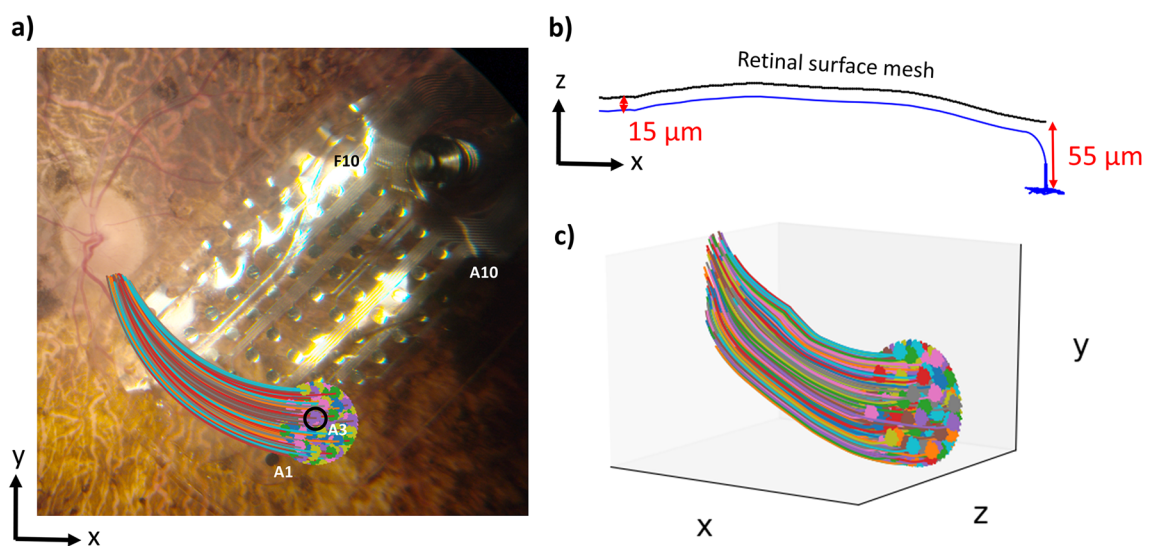 a)
F10
A10
A3
A1
y
x
b)
Retinal surface mesh
z
15 µm
x
55 µm
c)
y
z
x